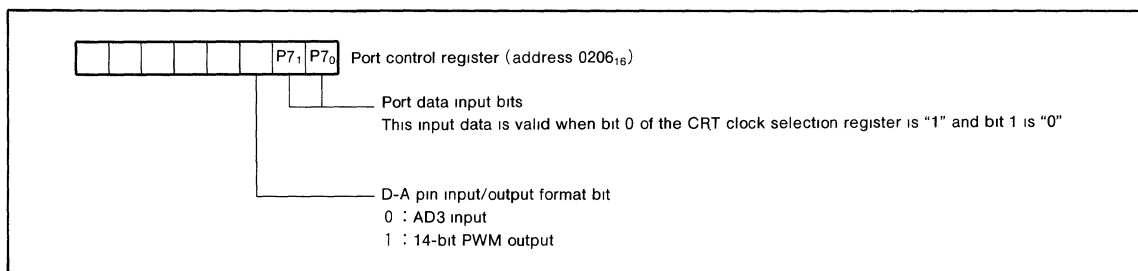 P7₁ P7₀ Port control register (address 0206₁₆)
Port data input bits
This input data is valid when bit 0 of the CRT clock selection register is “1” and bit 1 is “0”
D-A pin input/output format bit
0 : AD3 input
1 : 14-bit PWM output